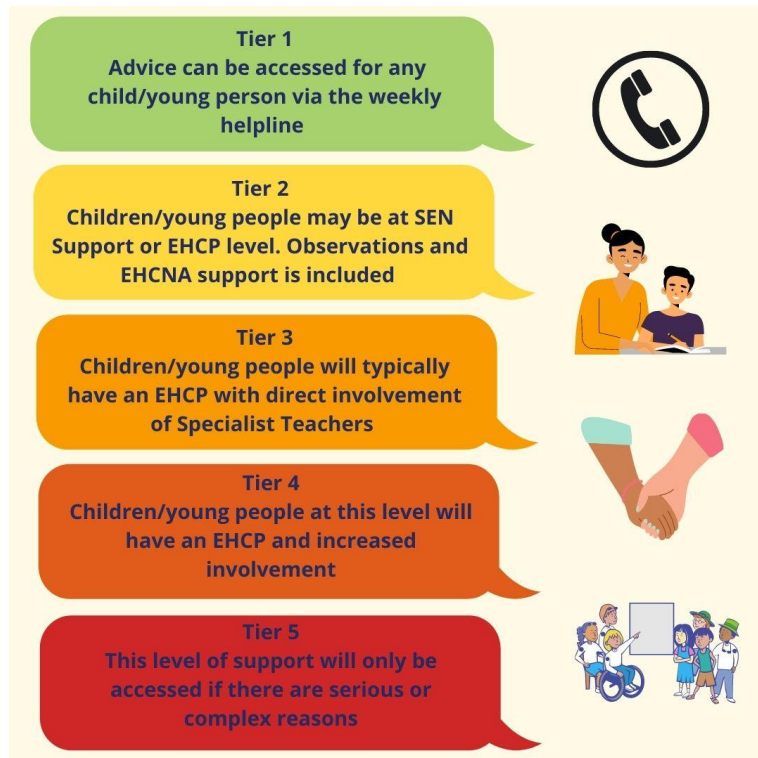 Tier 1
Advice can be accessed for any
child/young person via the weekly
helpline
Tier 2
Children/young people may be at SEN
Support or EHCP level. Observations and
EHCNA support is included
Tier 3
Children/young people will typically
have an EHCP with direct involvement
of Specialist Teachers
Tier 4
Children/young people at this level will
have an EHCP and increased
involvement
Tier 5
This level of support will only be
accessed if there are serious or
complex reasons